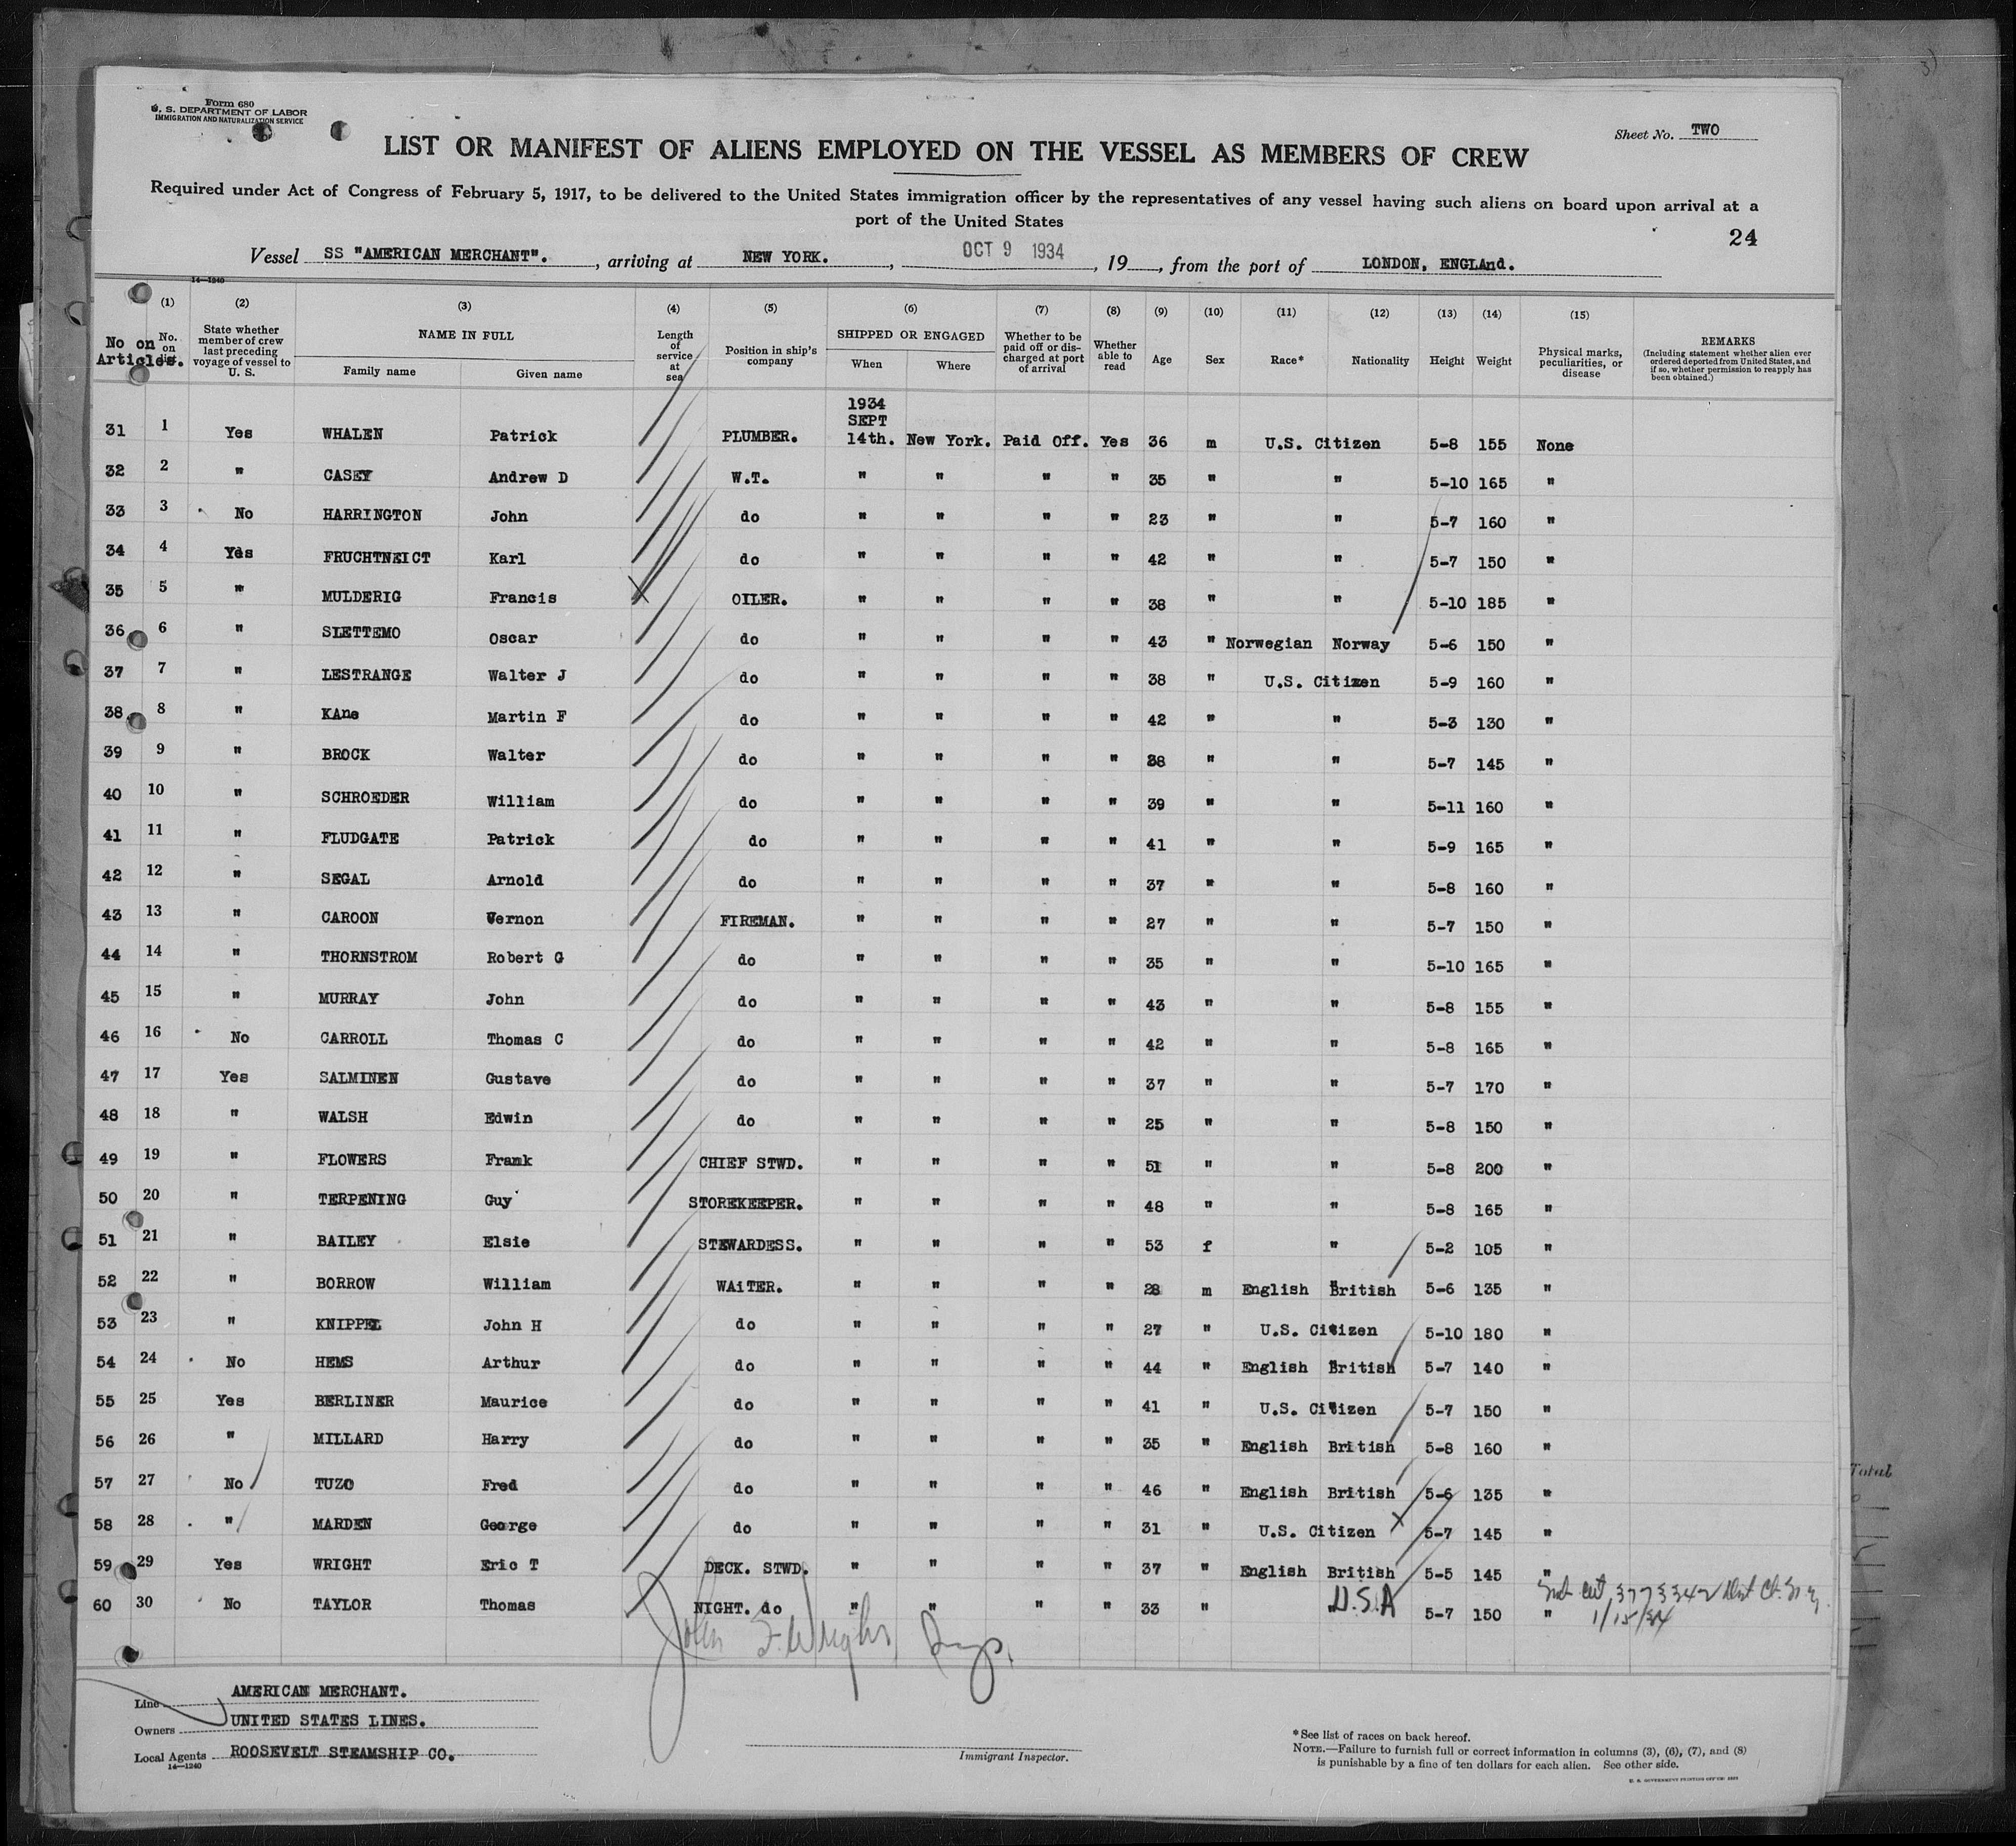 Form 680
U. S. DEPARTMENT OF LABOR
IMMIGRATION AND NATURALIZATION SERVICE
Sheet No. TWO
LIST OR MANIFEST OF ALIENS EMPLOYED ON THE VESSEL AS MEMBERS OF CREW
Required under Act of Congress of February 5, 1917, to be delivered to the United States immigration officer by the representatives of any vessel having such aliens on board upon arrival at a
port of the United States
24
Vessel SS "AMERICAN MERCHANT". , arriving at NEW YORK. , OCT 9 1934 , 19 , from the port of LONDON, ENGLAnd.
14—1240
(1) (2) (3) (4) (5) (6) (7) (8) (9) (10) (11) (12) (13) (14) (15)
No on Articles. No. on list State whether member of crew last preceding voyage of vessel to U. S. NAME IN FULL Family name Given name Length of service at sea Position in ship's company SHIPPED OR ENGAGED When Where Whether to be paid off or discharged at port of arrival Whether able to read Age Sex Race* Nationality Height Weight Physical marks, peculiarities, or disease REMARKS (Including statement whether alien ever ordered deported from United States, and if so, whether permission to reapply has been obtained.)
1934
SEPT
31 1 Yes WHALEN Patrick PLUMBER. 14th. New York. Paid Off. Yes 36 m U.S. Citizen 5-8 155 None
32 2 " CASEY Andrew D W.T. " " " " 35 " " 5-10 165 "
33 3 No HARRINGTON John do " " " " 23 " " 5-7 160 "
34 4 Yes FRUCHTNEICT Karl do " " " " 42 " " 5-7 150 "
35 5 " MULDERIG Francis OILER. " " " " 38 " " 5-10 185 "
36 6 " SLETTEMO Oscar do " " " " 43 " Norwegian Norway 5-6 150 "
37 7 " LESTRANGE Walter J do " " " " 38 " U.S. Citizen 5-9 160 "
38 8 " KAne Martin F do " " " " 42 " " 5-3 130 "
39 9 " BROCK Walter do " " " " 38 " " 5-7 145 "
40 10 " SCHROEDER William do " " " " 39 " " 5-11 160 "
41 11 " FLUDGATE Patrick do " " " " 41 " " 5-9 165 "
42 12 " SEGAL Arnold do " " " " 37 " " 5-8 160 "
43 13 " CAROON Vernon FIREMAN. " " " " 27 " " 5-7 150 "
44 14 " THORNSTROM Robert G do " " " " 35 " " 5-10 165 "
45 15 " MURRAY John do " " " " 43 " " 5-8 155 "
46 16 No CARROLL Thomas C do " " " " 42 " " 5-8 165 "
47 17 Yes SALMINEN Gustave do " " " " 37 " " 5-7 170 "
48 18 " WALSH Edwin do " " " " 25 " " 5-8 150 "
49 19 " FLOWERS Frank CHIEF STWD. " " " " 51 " " 5-8 200 "
50 20 " TERPENING Guy STOREKEEPER. " " " " 48 " " 5-8 165 "
51 21 " BAILEY Elsie STEWARDESS. " " " " 53 f " 5-2 105 "
52 22 " BORROW William WAiTER. " " " " 28 m English British 5-6 135 "
53 23 " KNIPPEL John H do " " " " 27 " U.S. Citizen 5-10 180 "
54 24 No HEMS Arthur do " " " " 44 " English British 5-7 140 "
55 25 Yes BERLINER Maurice do " " " " 41 " U.S. Citizen 5-7 150 "
56 26 " MILLARD Harry do " " " " 35 " English British 5-8 160 "
57 27 No TUZO Fred do " " " " 46 " English British 5-6 135 "
58 28 " MARDEN George do " " " " 31 " U.S. Citizen 5-7 145 "
59 29 Yes WRIGHT Eric T DECK. STWD. " " " " 37 " English British 5-5 145 "
60 30 No TAYLOR Thomas NIGHT. do " " " " 33 " " U.S.A 5-7 150 " 1/15/34
John F. Wright
Line AMERICAN MERCHANT.
Owners UNITED STATES LINES.
Local Agents ROOSEVELT STEAMSHIP CO.
14—1240
Immigrant Inspector.
*See list of races on back hereof.
NOTE.—Failure to furnish full or correct information in columns (3), (6), (7), and (8)
is punishable by a fine of ten dollars for each alien. See other side.
Total